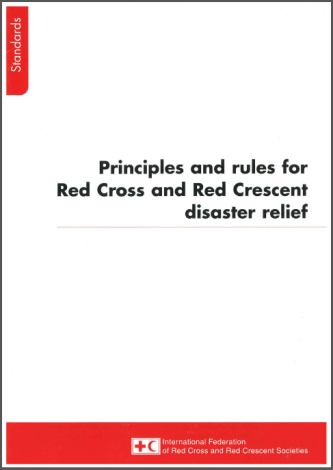 Standards
Principles and rules for
Red Cross and Red Crescent
disaster relief
International Federation
of Red Cross and Red Crescent Societies